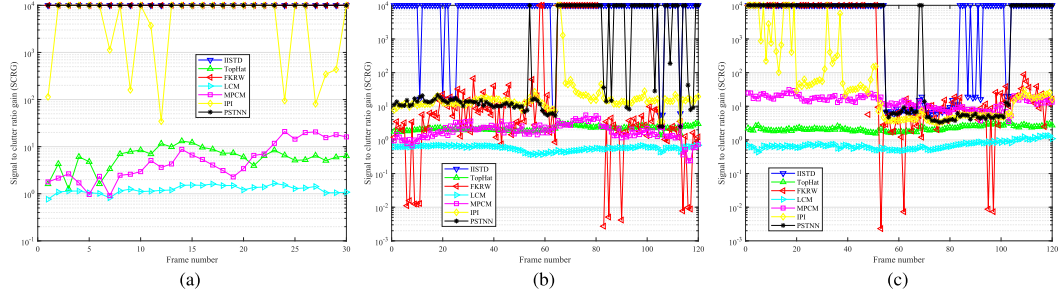 Signal to clutter ratio gain (SCRG)
10^4
10^3
10^2
10^1
10^0
10^-1
IISTD
TopHat
FKRW
LCM
MPCM
IPI
PSTNN
0 5 10 15 20 25 30
Frame number
(a)
Signal to clutter ratio gain (SCRG)
10^4
10^3
10^2
10^1
10^0
10^-1
10^-2
10^-3
IISTD
TopHat
FKRW
LCM
MPCM
IPI
PSTNN
0 20 40 60 80 100 120
Frame number
(b)
Signal to clutter ratio gain (SCRG)
10^4
10^3
10^2
10^1
10^0
10^-1
10^-2
10^-3
IISTD
TopHat
FKRW
LCM
MPCM
IPI
PSTNN
0 20 40 60 80 100 120
Frame number
(c)